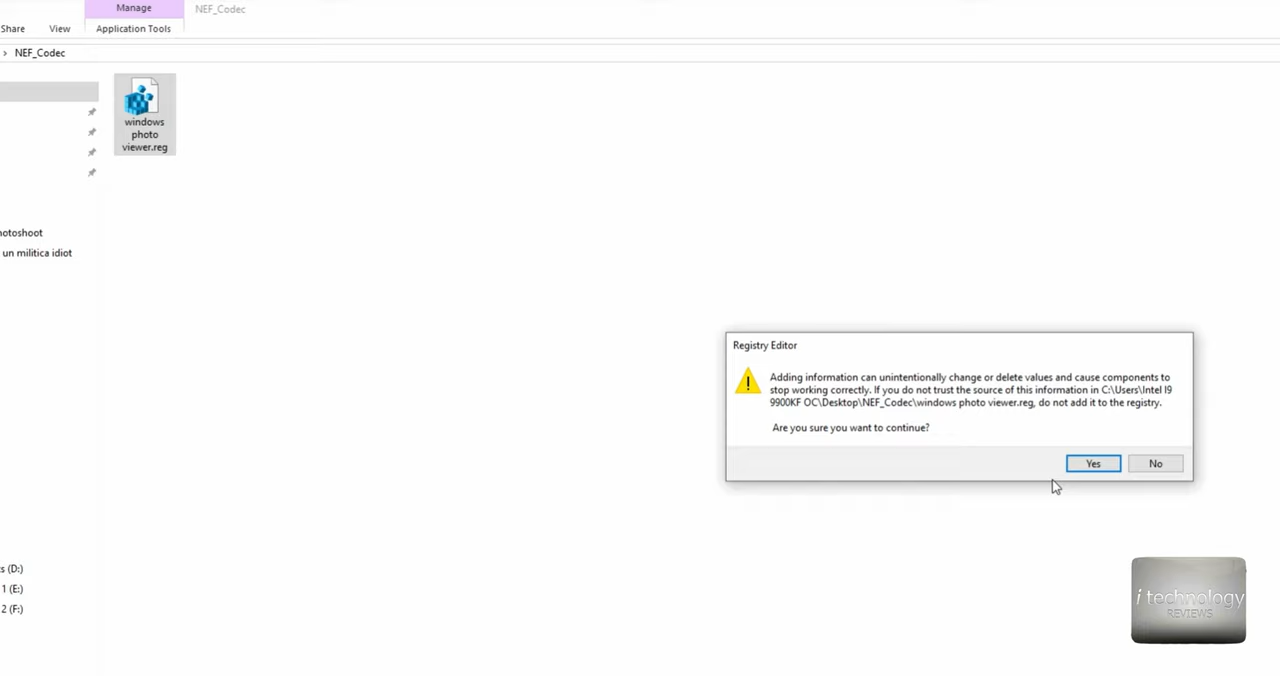 Manage
NEF_Codec
Share
View
Application Tools
› NEF_Codec
windows
photo
viewer.reg
hotoshoot
un militica idiot
Registry Editor
Adding information can unintentionally change or delete values and cause components to
stop working correctly. If you do not trust the source of this information in C:\Users\Intel I9
9900KF OC\Desktop\NEF_Codec\windows photo viewer.reg, do not add it to the registry.
Are you sure you want to continue?
Yes
No
s (D:)
1 (E:)
2 (F:)
i technology
REVIEWS